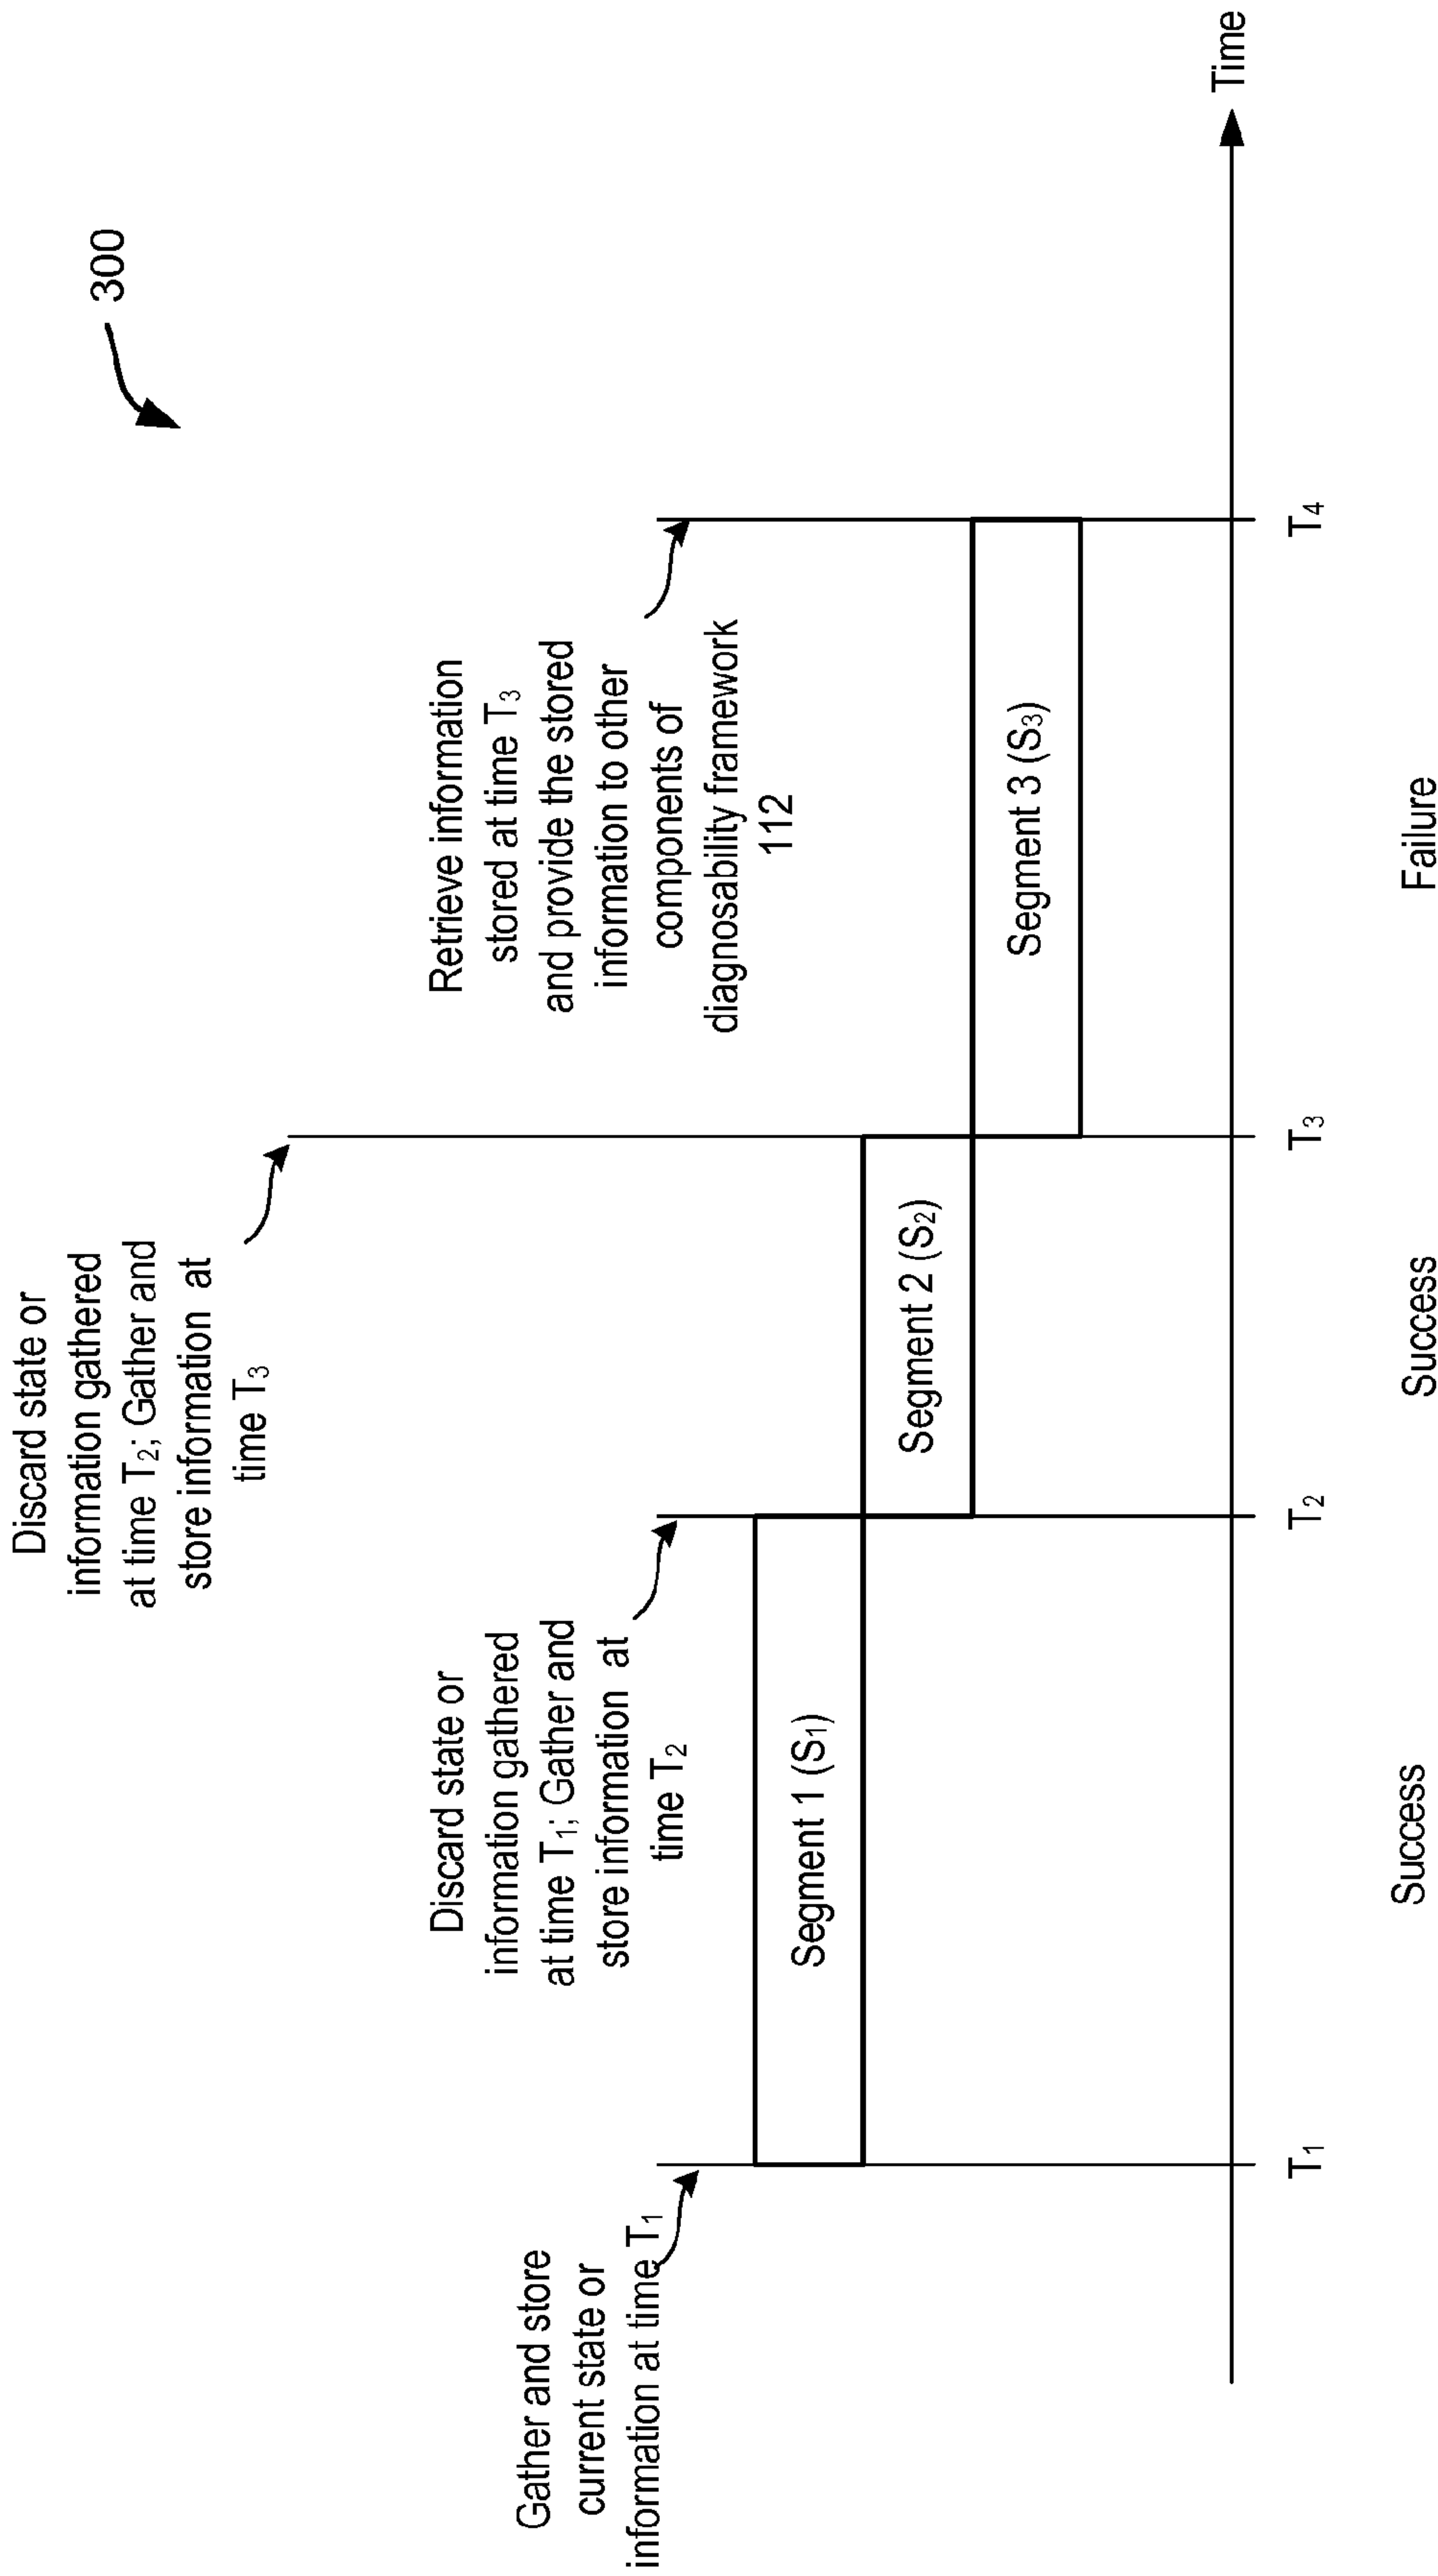 300
Discard state or
information gathered
at time T2; Gather and
store information at
time T3
Gather and store
current state or
information at time T1
Discard state or
information gathered
at time T1; Gather and
store information at
time T2
Retrieve information
stored at time T3
and provide the stored
information to other
components of
diagnosability framework
112
Segment 1 (S1)
Segment 2 (S2)
Segment 3 (S3)
Time
T1
T2
T3
T4
Success
Success
Failure